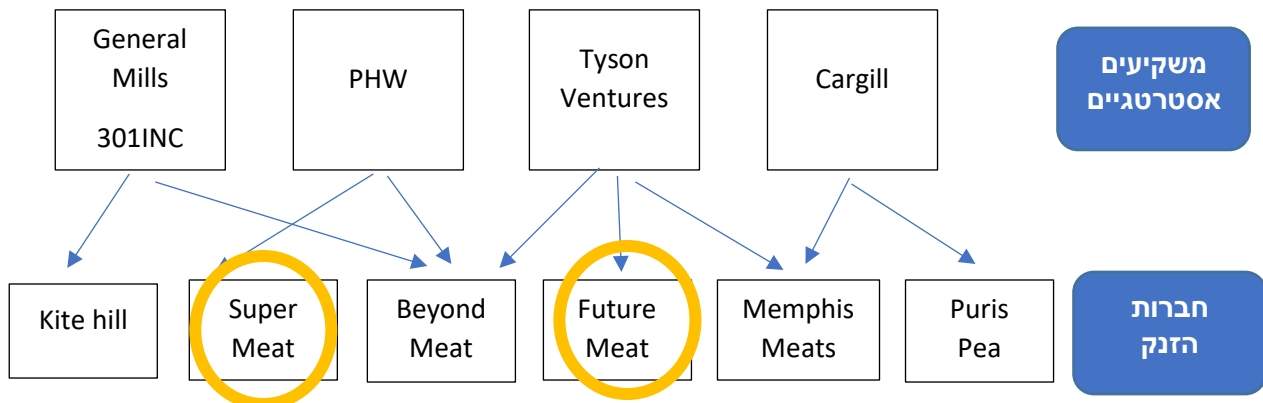 General
Mills
301INC
PHW
Tyson
Ventures
Cargill
משקיעים
אסטרטגיים
Kite hill
Super
Meat
Beyond
Meat
Future
Meat
Memphis
Meats
Puris
Pea
חברות
הזנק